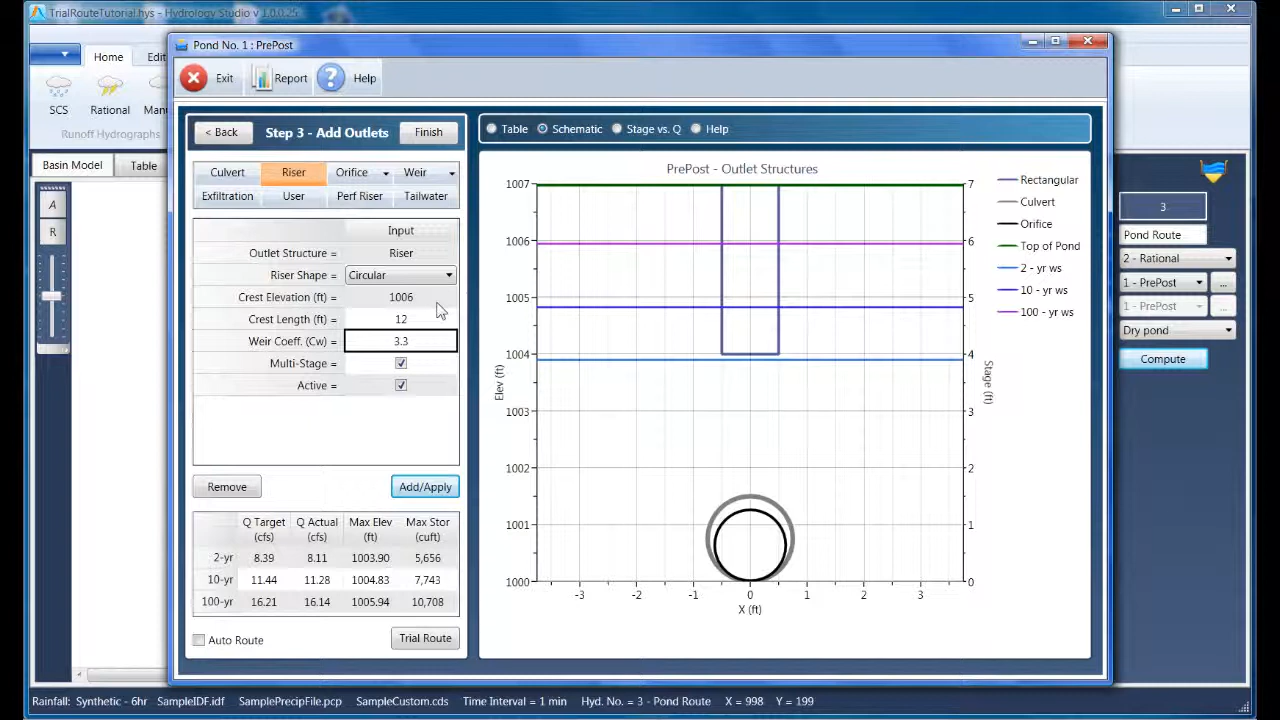 TrialRouteTutorial.hys - Hydrology Studio v 1.0.0.25
Pond No. 1 : PrePost
Home Edit
Exit Report Help
SCS Rational
Runoff Hydrographs
Basin Model Table
A
R
< Back Step 3 - Add Outlets Finish
Culvert Riser Orifice Weir
Exfiltration User Perf Riser Tailwater
Input
Outlet Structure = Riser
Riser Shape = Circular
Crest Elevation (ft) = 1006
Crest Length (ft) = 12
Weir Coeff. (Cw) = 3.3
Multi-Stage =
Active =
Remove Add/Apply
Q Target (cfs) Q Actual (cfs) Max Elev (ft) Max Stor (cuft)
2-yr 8.39 8.11 1003.90 5,656
10-yr 11.44 11.28 1004.83 7,743
100-yr 16.21 16.14 1005.94 10,708
Auto Route Trial Route
Table Schematic Stage vs. Q Help
PrePost - Outlet Structures
1007 7
1006 6
1005 5
1004 4
1003 3
1002 2
1001 1
1000 0
Elev (ft)
Stage (ft)
-3 -2 -1 0 1 2 3
X (ft)
Rectangular
Culvert
Orifice
Top of Pond
2 - yr ws
10 - yr ws
100 - yr ws
3
Pond Route
2 - Rational
1 - PrePost ...
1 - PrePost ...
Dry pond
Compute
Rainfall: Synthetic - 6hr SampleIDF.idf SamplePrecipFile.pcp SampleCustom.cds Time Interval = 1 min Hyd. No. = 3 - Pond Route X = 998 Y = 199